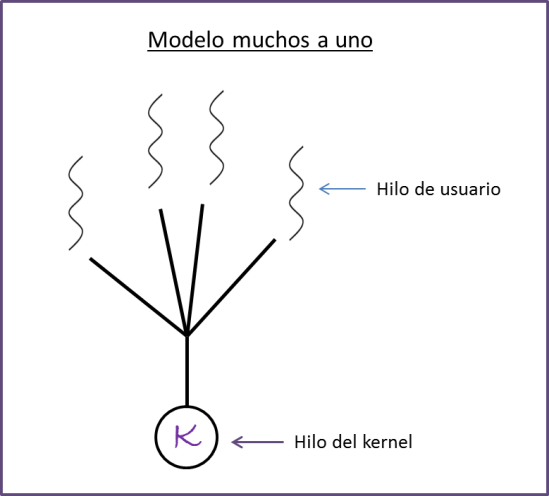 Modelo muchos a uno
Hilo de usuario
K
Hilo del kernel